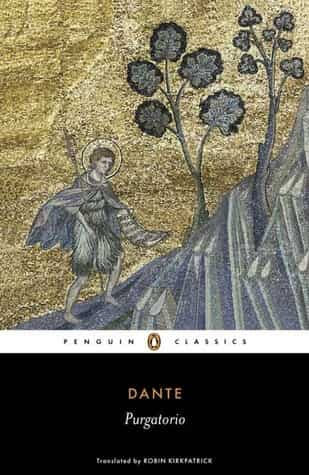 PENGUIN CLASSICS
DANTE
Purgatorio
Translated by ROBIN KIRKPATRICK